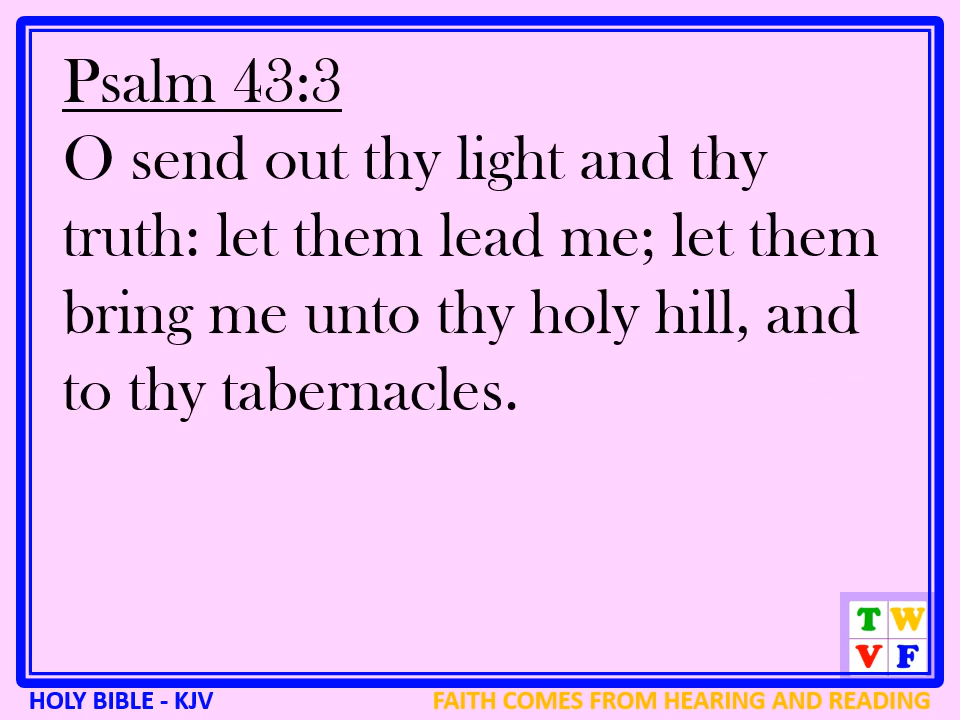 Psalm 43:3
O send out thy light and thy
truth: let them lead me; let them
bring me unto thy holy hill, and
to thy tabernacles.
T W
V F
HOLY BIBLE - KJV
FAITH COMES FROM HEARING AND READING